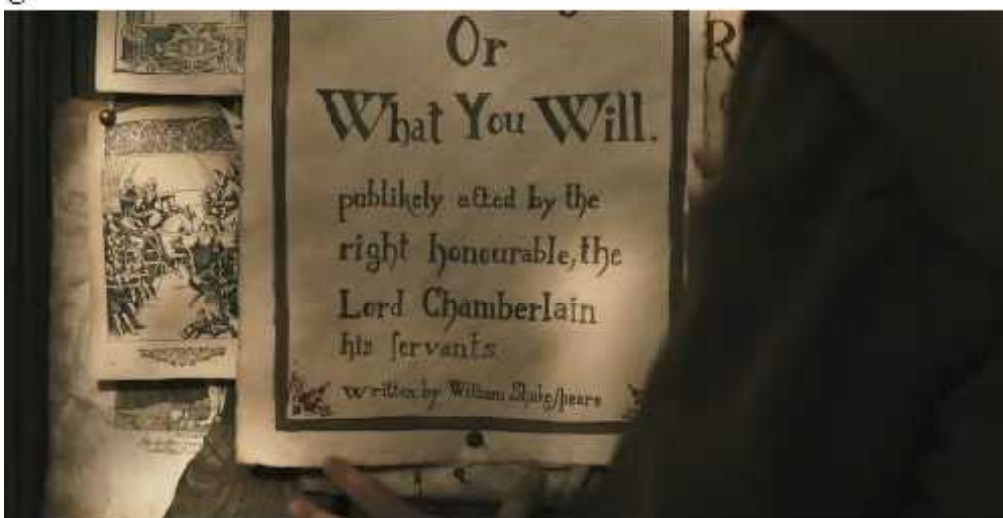 Or
What You Will.
publikely acted by the
right honourable, the
Lord Chamberlain
his ſervants.
Written by William Shakeſpeare
R